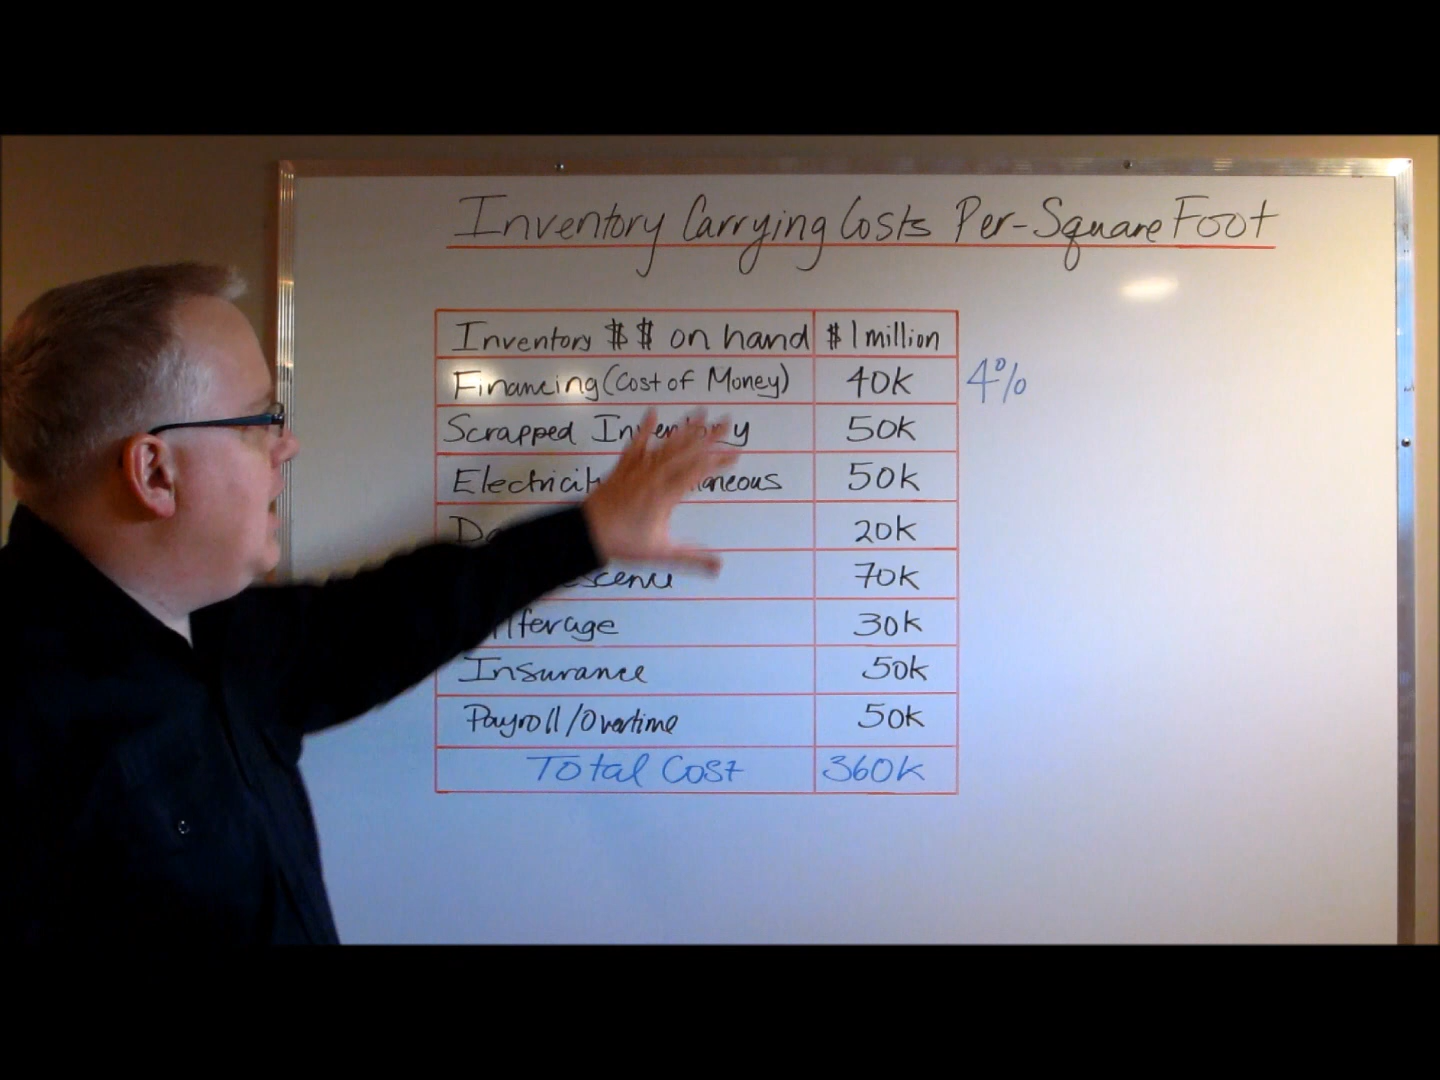 Inventory Carrying Costs Per-Square Foot
Inventory $$ on hand $ 1 million
Financing (Cost of Money) 40K 4%
Scrapped Inventory 50K
50K
20K
70K
30K
Insurance 50K
Payroll/Overtime 50K
Total Cost 360K